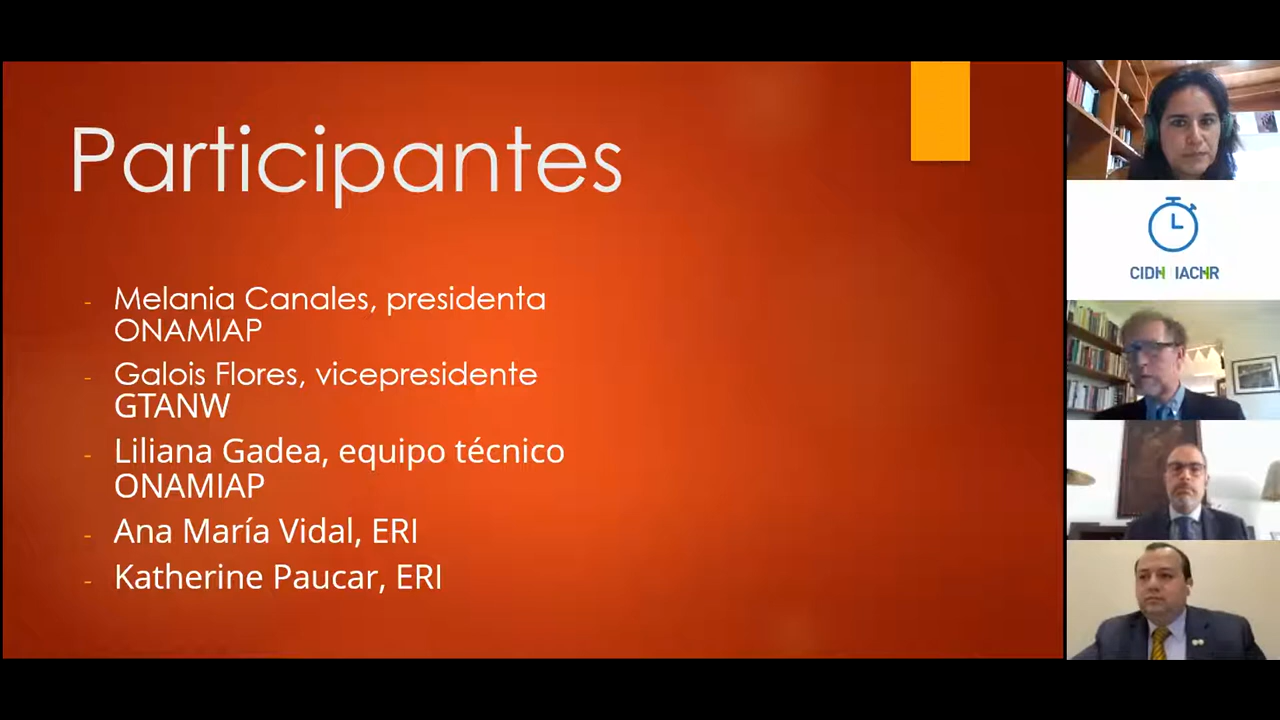 Participantes
- Melania Canales, presidenta
ONAMIAP
- Galois Flores, vicepresidente
GTANW
- Liliana Gadea, equipo técnico
ONAMIAP
- Ana María Vidal, ERI
- Katherine Paucar, ERI
CIDH IACHR